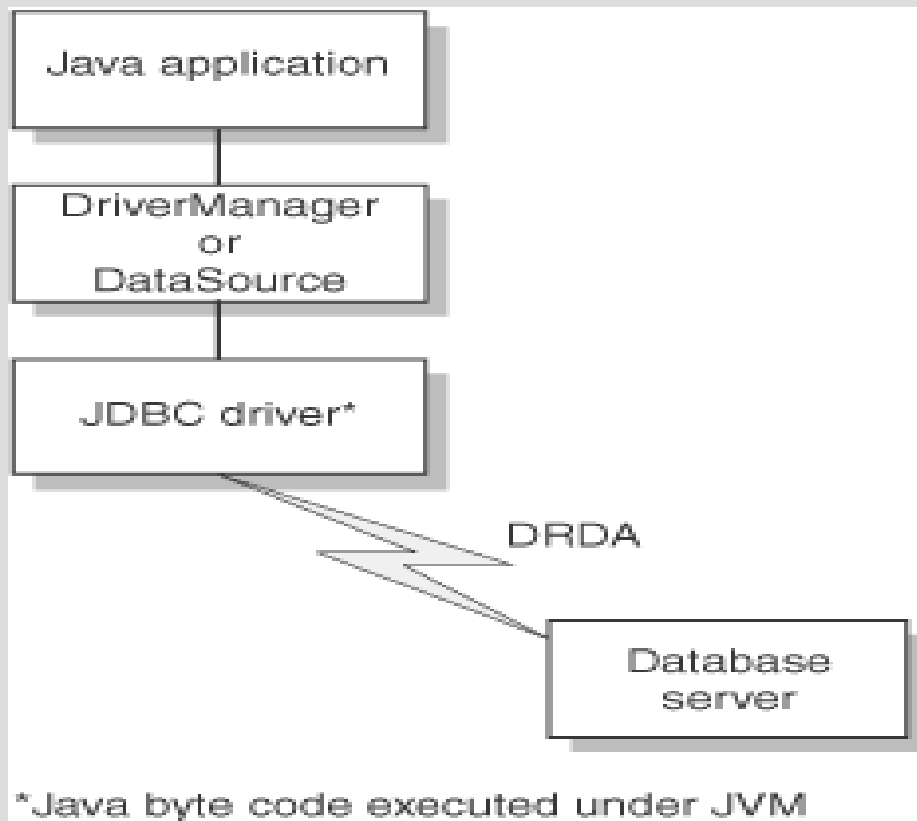 Java application
DriverManager
or
DataSource
JDBC driver*
DRDA
Database
server
*Java byte code executed under JVM